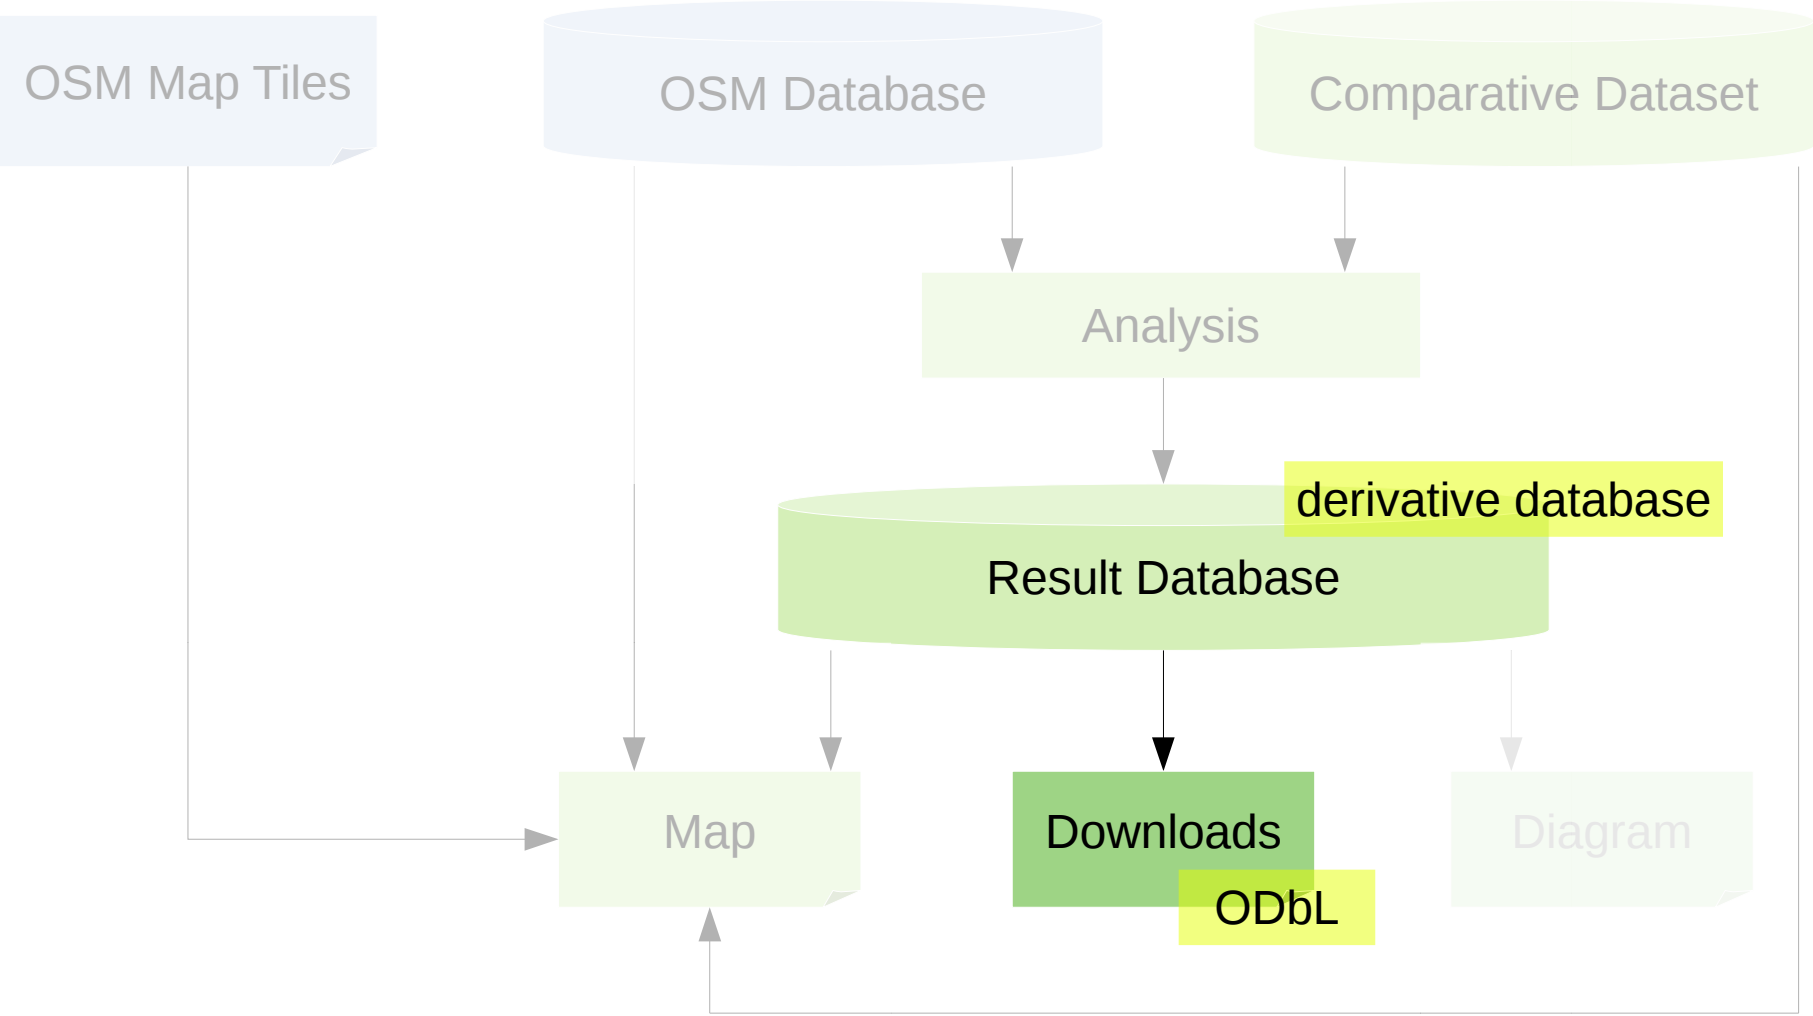 OSM Map Tiles
OSM Database
Comparative Dataset
Analysis
derivative database
Result Database
Map
Downloads
Diagram
ODbL